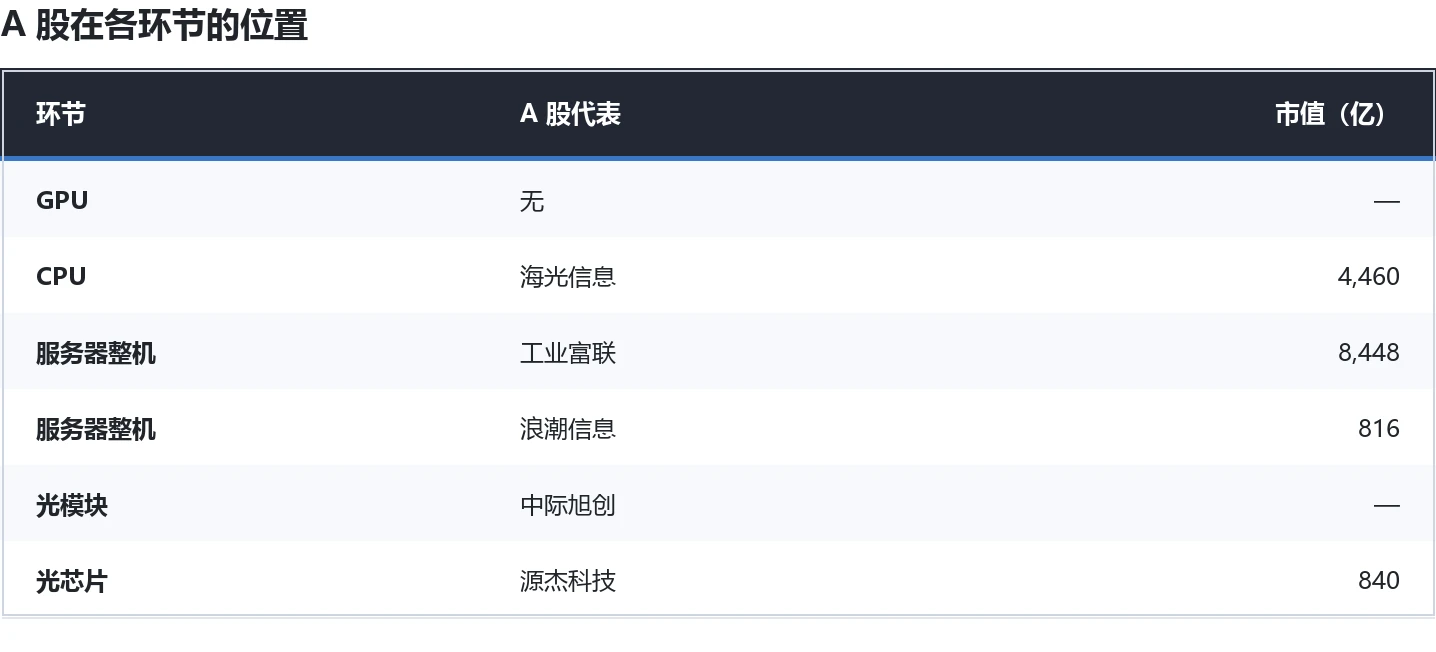 A 股在各环节的位置
环节 A 股代表 市值（亿）
GPU 无 —
CPU 海光信息 4,460
服务器整机 工业富联 8,448
服务器整机 浪潮信息 816
光模块 中际旭创 —
光芯片 源杰科技 840